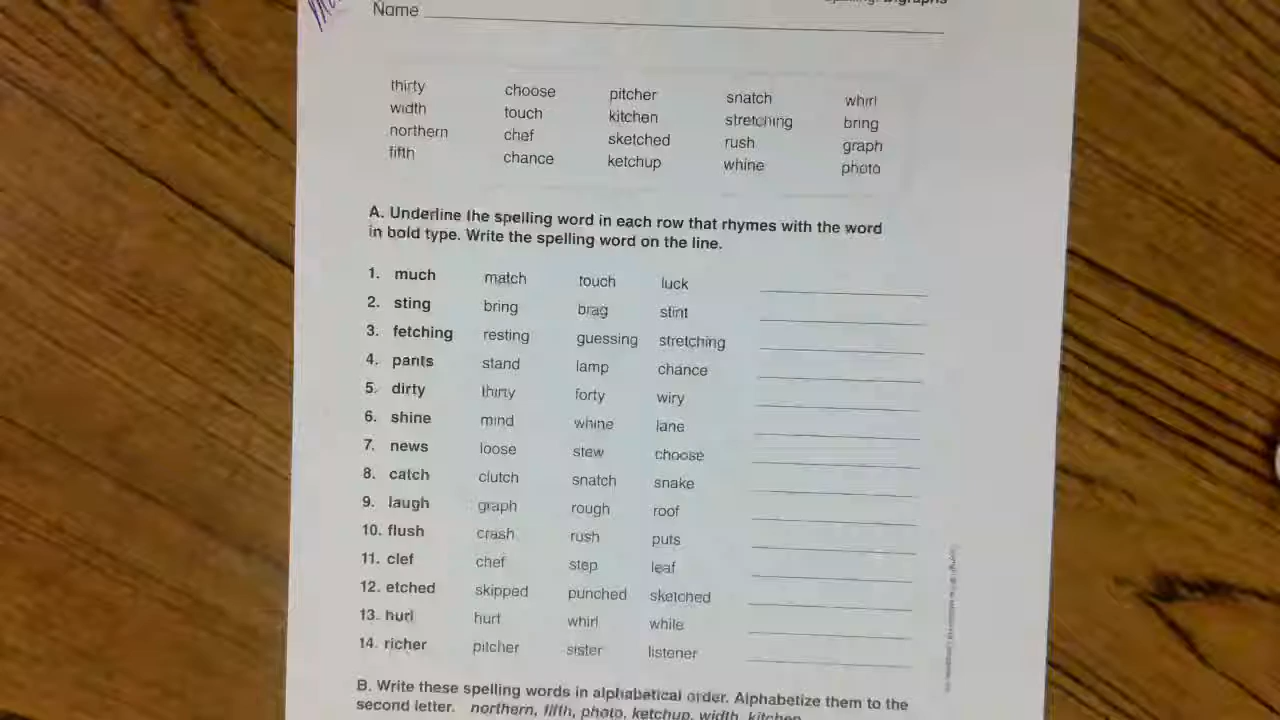 Name
thirty choose pitcher snatch whirl
width touch kitchen stretching bring
northern chef sketched rush graph
fifth chance ketchup whine photo
A. Underline the spelling word in each row that rhymes with the word
in bold type. Write the spelling word on the line.
1. much match touch luck
2. sting bring brag stint
3. fetching resting guessing stretching
4. pants stand lamp chance
5. dirty thirty forty wiry
6. shine mind whine lane
7. news loose stew choose
8. catch clutch snatch snake
9. laugh graph rough roof
10. flush crash rush puts
11. clef chef step leaf
12. etched skipped punched sketched
13. hurl hurt whirl while
14. richer pitcher sister listener
B. Write these spelling words in alphabetical order. Alphabetize them to the
second letter. northern, fifth, photo, ketchup, width, kitchen